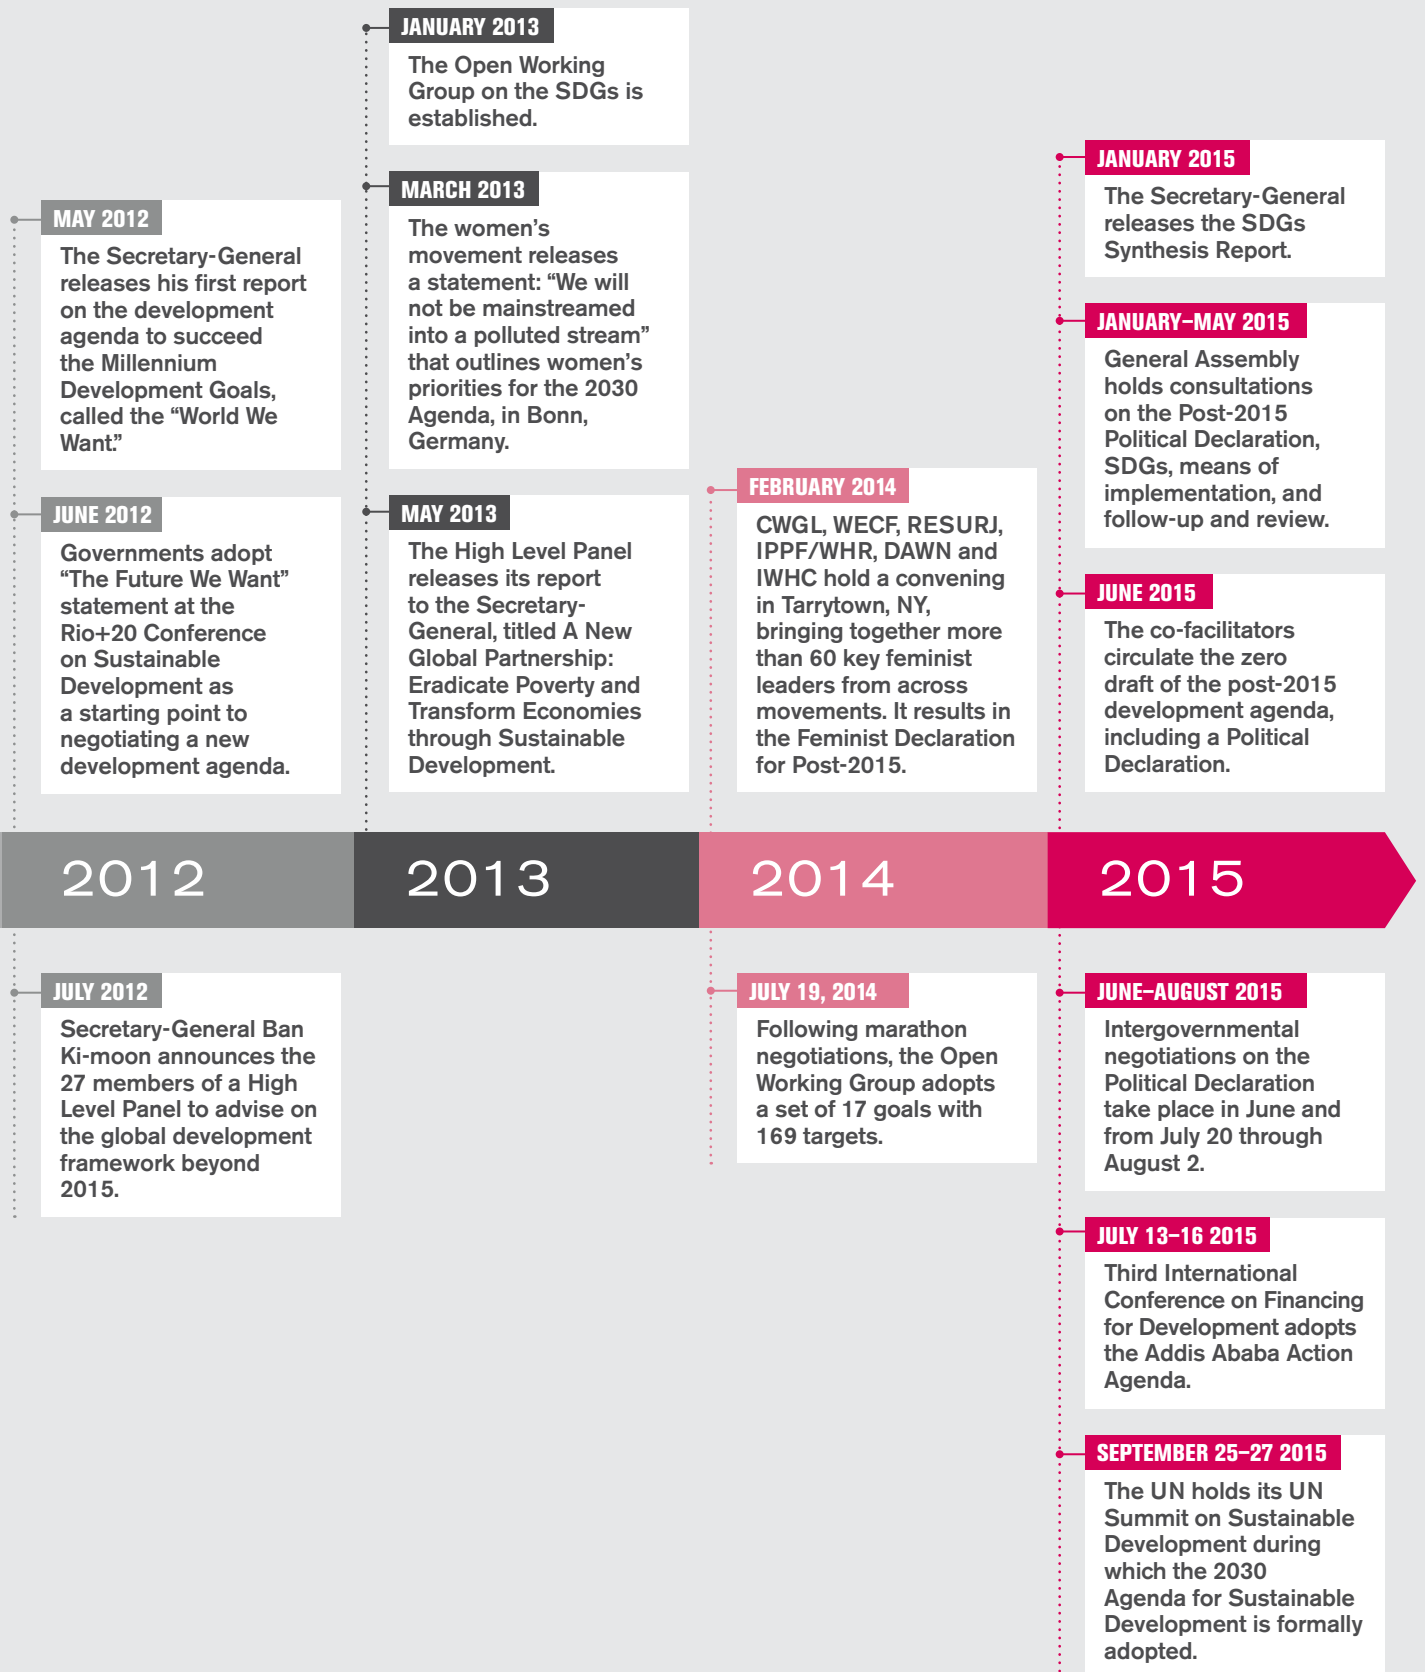 MAY 2012
The Secretary-General
releases his first report
on the development
agenda to succeed
the Millennium
Development Goals,
called the “World We
Want.”
JUNE 2012
Governments adopt
“The Future We Want”
statement at the
Rio+20 Conference
on Sustainable
Development as
a starting point to
negotiating a new
development agenda.
JANUARY 2013
The Open Working
Group on the SDGs is
established.
MARCH 2013
The women’s
movement releases
a statement: “We will
not be mainstreamed
into a polluted stream”
that outlines women’s
priorities for the 2030
Agenda, in Bonn,
Germany.
MAY 2013
The High Level Panel
releases its report
to the Secretary-
General, titled A New
Global Partnership:
Eradicate Poverty and
Transform Economies
through Sustainable
Development.
FEBRUARY 2014
CWGL, WECF, RESURJ,
IPPF/WHR, DAWN and
IWHC hold a convening
in Tarrytown, NY,
bringing together more
than 60 key feminist
leaders from across
movements. It results in
the Feminist Declaration
for Post-2015.
JANUARY 2015
The Secretary-General
releases the SDGs
Synthesis Report.
JANUARY–MAY 2015
General Assembly
holds consultations
on the Post-2015
Political Declaration,
SDGs, means of
implementation, and
follow-up and review.
JUNE 2015
The co-facilitators
circulate the zero
draft of the post-2015
development agenda,
including a Political
Declaration.
2012
2013
2014
2015
JULY 2012
Secretary-General Ban
Ki-moon announces the
27 members of a High
Level Panel to advise on
the global development
framework beyond
2015.
JULY 19, 2014
Following marathon
negotiations, the Open
Working Group adopts
a set of 17 goals with
169 targets.
JUNE–AUGUST 2015
Intergovernmental
negotiations on the
Political Declaration
take place in June and
from July 20 through
August 2.
JULY 13–16 2015
Third International
Conference on Financing
for Development adopts
the Addis Ababa Action
Agenda.
SEPTEMBER 25–27 2015
The UN holds its UN
Summit on Sustainable
Development during
which the 2030
Agenda for Sustainable
Development is formally
adopted.